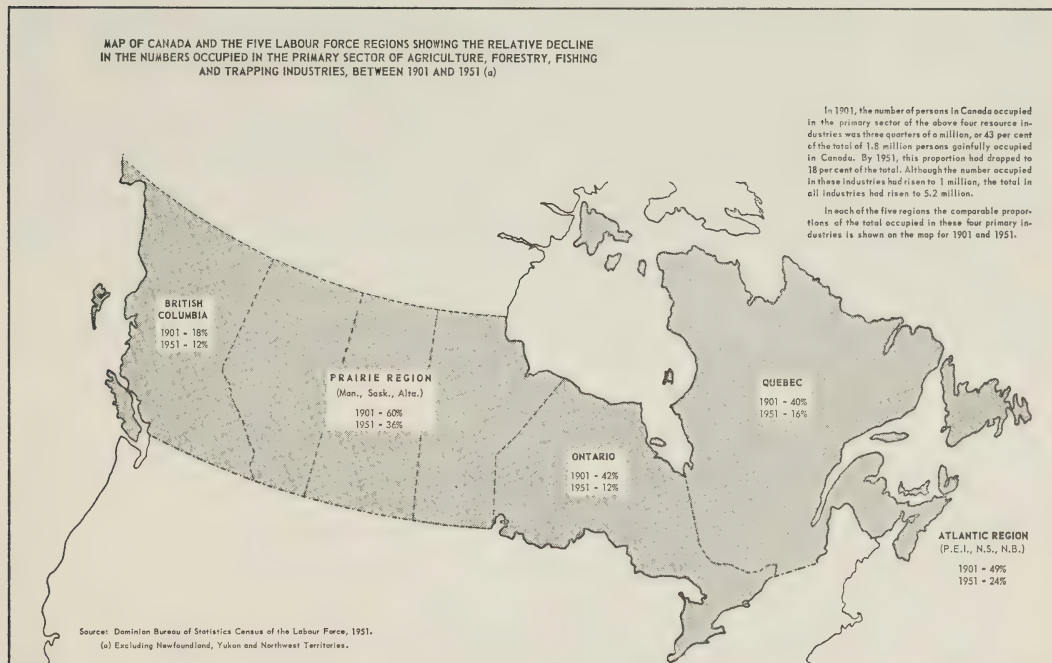 MAP OF CANADA AND THE FIVE LABOUR FORCE REGIONS SHOWING THE RELATIVE DECLINE
IN THE NUMBERS OCCUPIED IN THE PRIMARY SECTOR OF AGRICULTURE, FORESTRY, FISHING
AND TRAPPING INDUSTRIES, BETWEEN 1901 AND 1951 (a)
In 1901, the number of persons in Canada occupied
in the primary sector of the above four resource in-
dustries was three quarters of a million, or 43 per cent
of the total of 1.8 million persons gainfully occupied
in Canada. By 1951, this proportion had dropped to
18 per cent of the total. Although the number occupied
in these industries had risen to 1 million, the total in
all industries had risen to 5.2 million.
In each of the five regions the comparable propor-
tions of the total occupied in these four primary in-
dustries is shown on the map for 1901 and 1951.
BRITISH
COLUMBIA
1901 - 18%
1951 - 12%
PRAIRIE REGION
(Man., Sask., Alta.)
1901 - 60%
1951 - 36%
ONTARIO
1901 - 42%
1951 - 12%
QUEBEC
1901 - 40%
1951 - 16%
ATLANTIC REGION
(P.E.I., N.S., N.B.)
1901 - 49%
1951 - 24%
Source: Dominion Bureau of Statistics Census of the Labour Force, 1951.
(a) Excluding Newfoundland, Yukon and Northwest Territories.